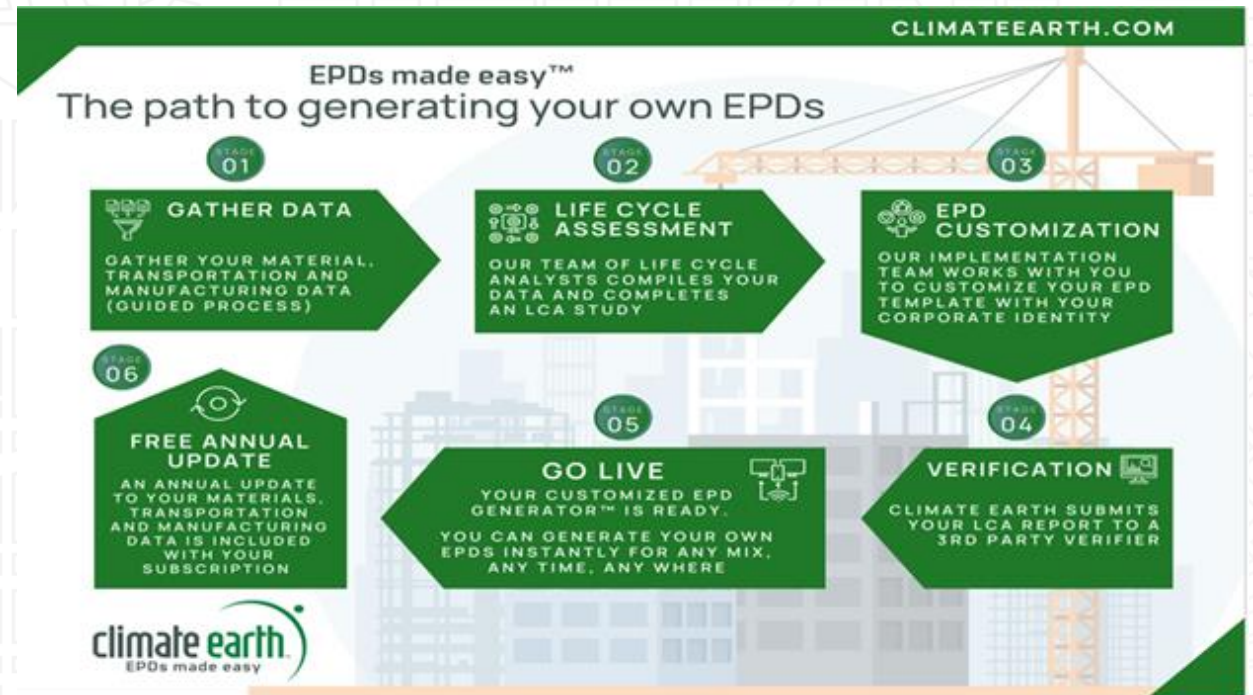 CLIMATEEARTH.COM
EPDs made easy™
The path to generating your own EPDs
STAGE
01
GATHER DATA
GATHER YOUR MATERIAL,
TRANSPORTATION AND
MANUFACTURING DATA
(GUIDED PROCESS)
STAGE
02
LIFE CYCLE
ASSESSMENT
OUR TEAM OF LIFE CYCLE
ANALYSTS COMPILES YOUR
DATA AND COMPLETES
AN LCA STUDY
STAGE
03
EPD
CUSTOMIZATION
OUR IMPLEMENTATION
TEAM WORKS WITH YOU
TO CUSTOMIZE YOUR EPD
TEMPLATE WITH YOUR
CORPORATE IDENTITY
STAGE
04
VERIFICATION
CLIMATE EARTH SUBMITS
YOUR LCA REPORT TO A
3RD PARTY VERIFIER
STAGE
05
GO LIVE
YOUR CUSTOMIZED EPD
GENERATOR™ IS READY.
YOU CAN GENERATE YOUR OWN
EPDS INSTANTLY FOR ANY MIX,
ANY TIME, ANY WHERE
STAGE
06
FREE ANNUAL
UPDATE
AN ANNUAL UPDATE
TO YOUR MATERIALS,
TRANSPORTATION
AND MANUFACTURING
DATA IS INCLUDED
WITH YOUR
SUBSCRIPTION
climate earth
EPDs made easy